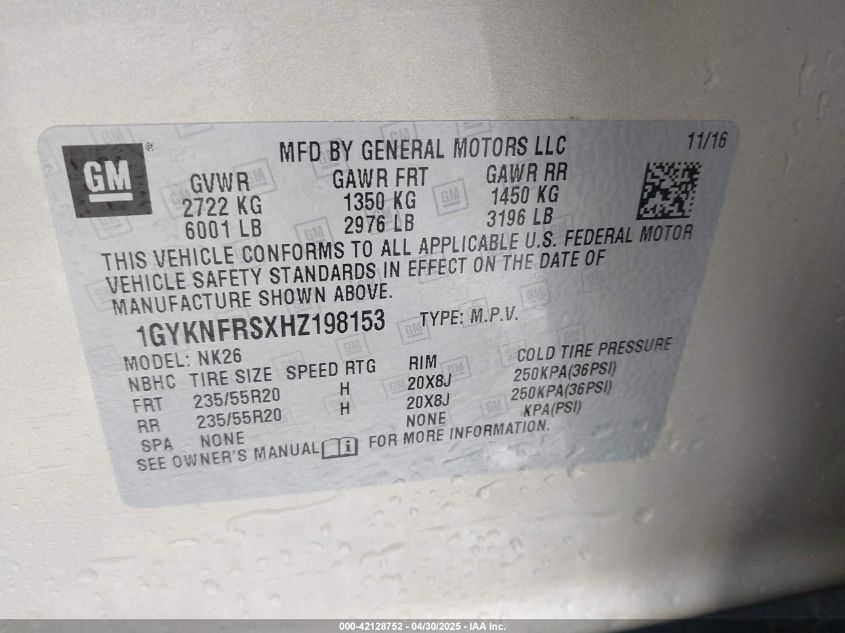 GM ®
MFD BY GENERAL MOTORS LLC 11/16
GVWR GAWR FRT GAWR RR
2722 KG 1350 KG 1450 KG
6001 LB 2976 LB 3196 LB
THIS VEHICLE CONFORMS TO ALL APPLICABLE U.S. FEDERAL MOTOR
VEHICLE SAFETY STANDARDS IN EFFECT ON THE DATE OF
MANUFACTURE SHOWN ABOVE.
1GYKNFRSXHZ198153 TYPE: M.P.V.
MODEL: NK26
NBHC TIRE SIZE SPEED RTG RIM COLD TIRE PRESSURE
FRT 235/55R20 H 20X8J 250KPA(36PSI)
RR 235/55R20 H 20X8J 250KPA(36PSI)
SPA NONE NONE KPA(PSI)
SEE OWNER'S MANUAL FOR MORE INFORMATION.
000-42128752 - 04/30/2025 - IAA Inc.